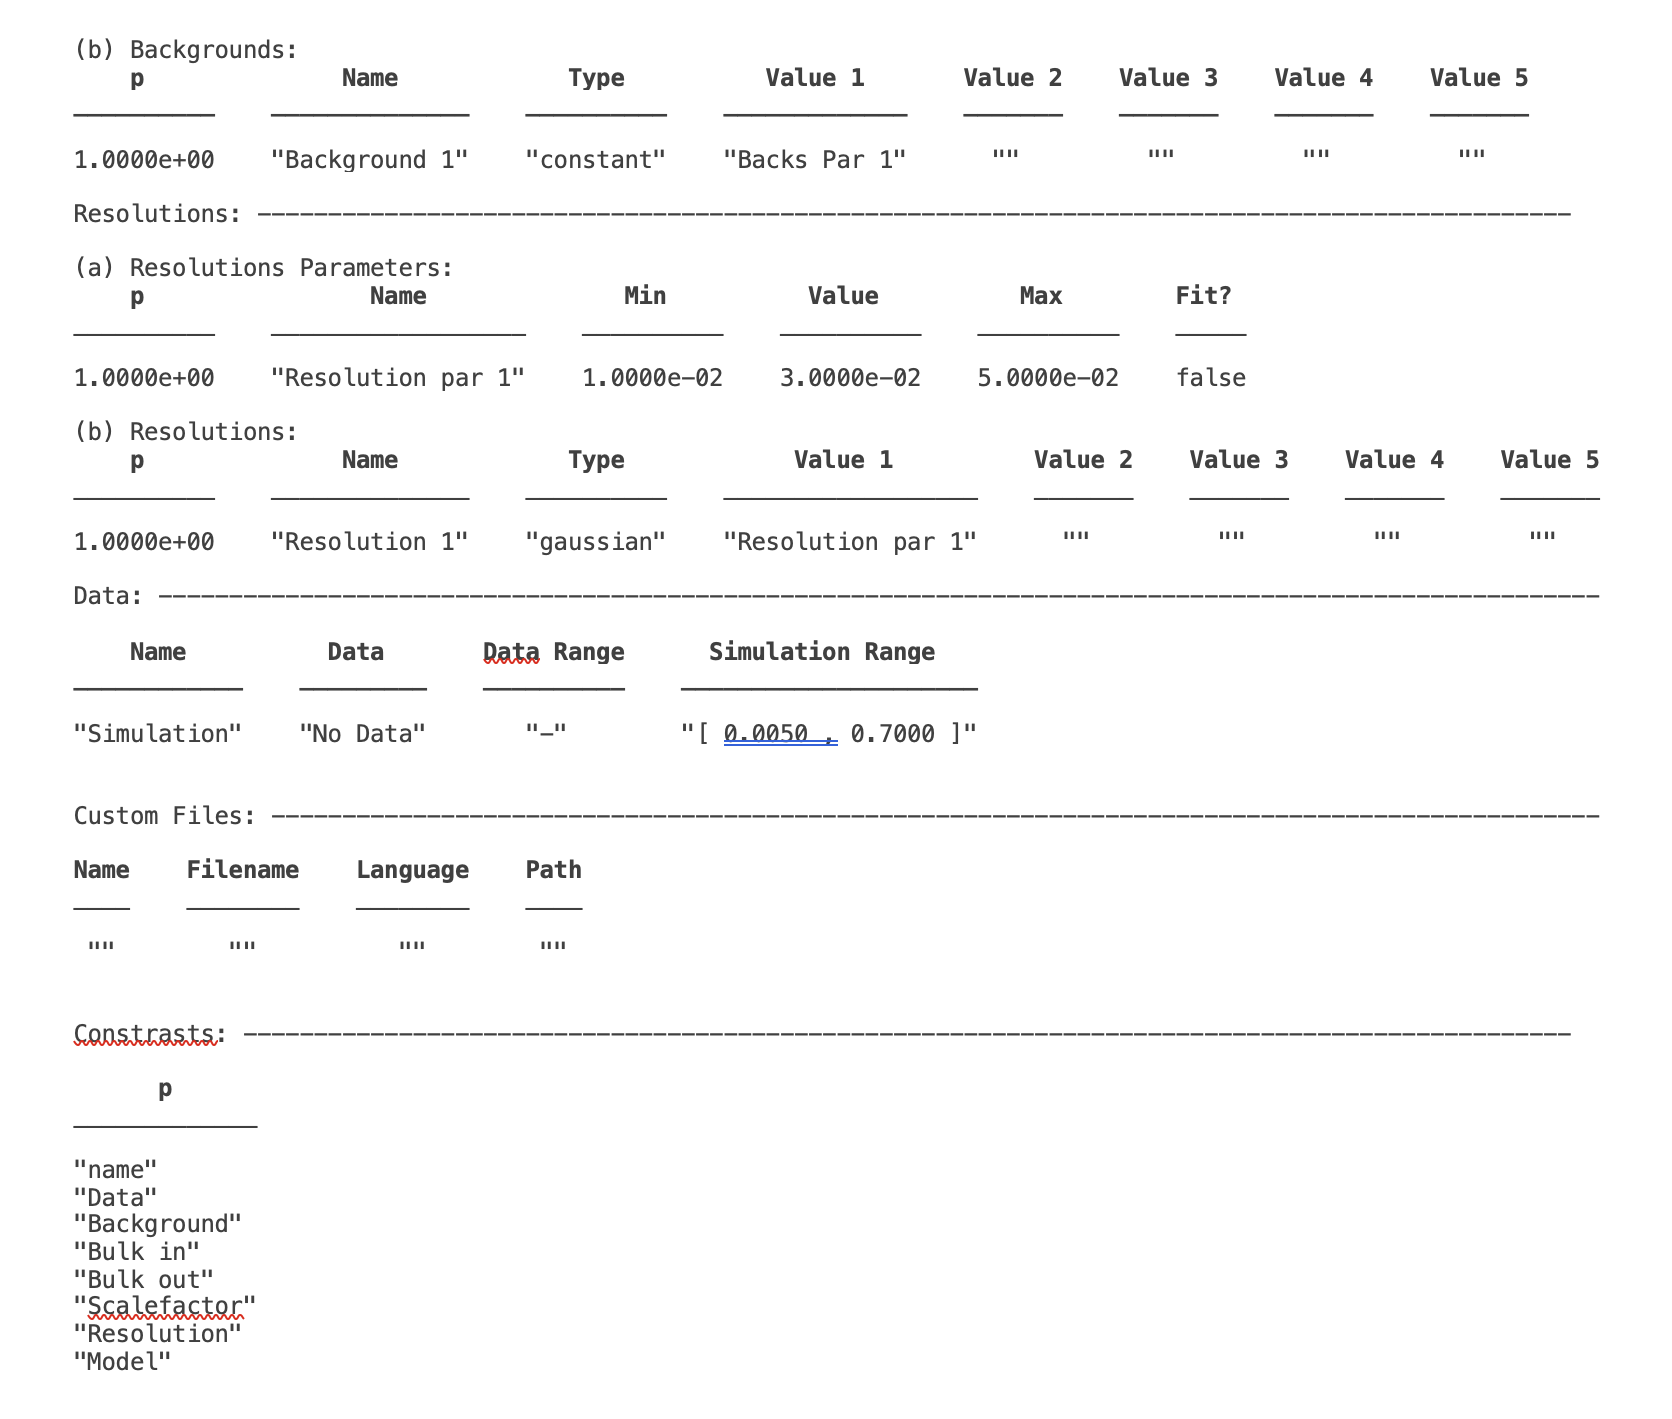 (b) Backgrounds:
p Name Type Value 1 Value 2 Value 3 Value 4 Value 5
1.0000e+00 "Background 1" "constant" "Backs Par 1" "" "" "" ""
Resolutions: ---------------------------------------------------------------------------------------------
(a) Resolutions Parameters:
p Name Min Value Max Fit?
1.0000e+00 "Resolution par 1" 1.0000e-02 3.0000e-02 5.0000e-02 false
(b) Resolutions:
p Name Type Value 1 Value 2 Value 3 Value 4 Value 5
1.0000e+00 "Resolution 1" "gaussian" "Resolution par 1" "" "" "" ""
Data: ------------------------------------------------------------------------------------------------------
Name Data Data Range Simulation Range
"Simulation" "No Data" "-" "[ 0.0050 , 0.7000 ]"
Custom Files: ----------------------------------------------------------------------------------------------
Name Filename Language Path
"" "" "" ""
Constrasts: ----------------------------------------------------------------------------------------------
p
"name"
"Data"
"Background"
"Bulk in"
"Bulk out"
"Scalefactor"
"Resolution"
"Model"